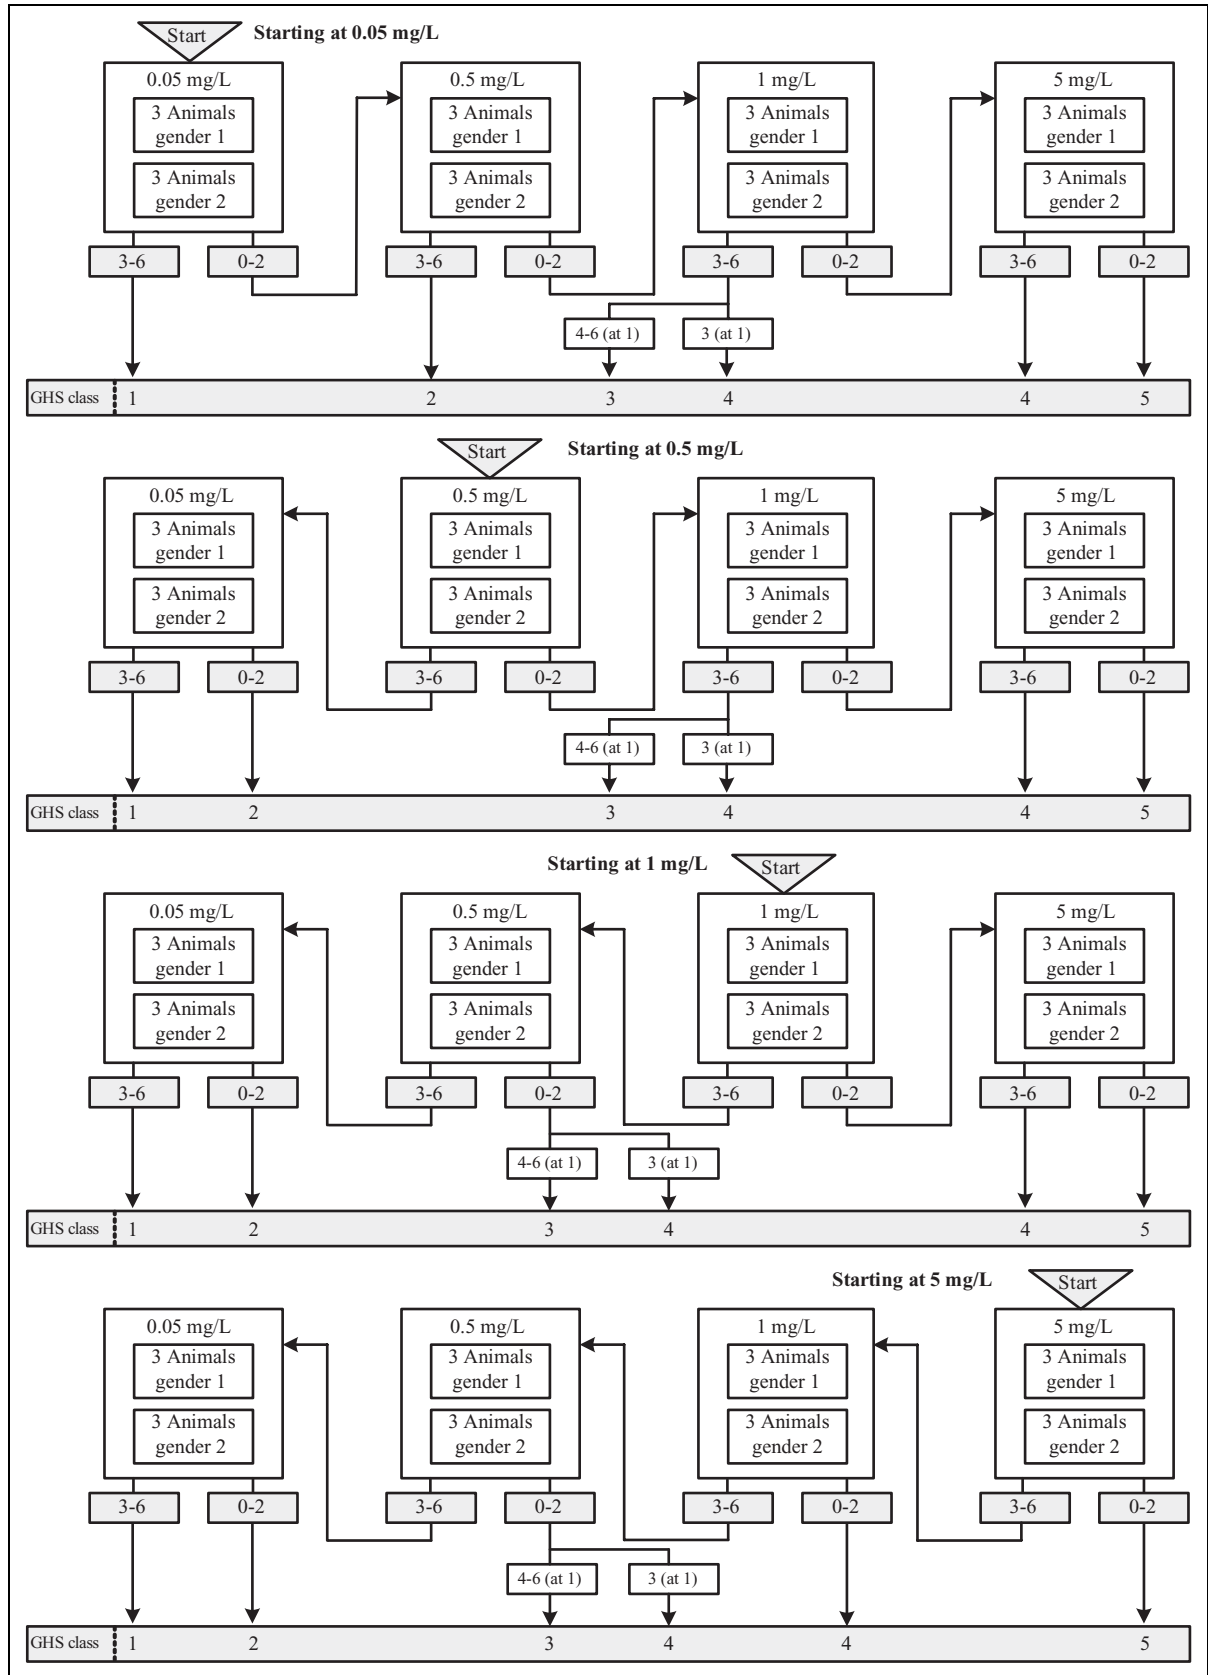 Start Starting at 0.05 mg/L
0.05 mg/L 0.5 mg/L 1 mg/L 5 mg/L
3 Animals 3 Animals 3 Animals 3 Animals
gender 1 gender 1 gender 1 gender 1
3 Animals 3 Animals 3 Animals 3 Animals
gender 2 gender 2 gender 2 gender 2
3-6 0-2 3-6 0-2 3-6 0-2 3-6 0-2
4-6 (at 1) 3 (at 1)
GHS class 1 2 3 4 4 5
Start Starting at 0.5 mg/L
0.05 mg/L 0.5 mg/L 1 mg/L 5 mg/L
3 Animals 3 Animals 3 Animals 3 Animals
gender 1 gender 1 gender 1 gender 1
3 Animals 3 Animals 3 Animals 3 Animals
gender 2 gender 2 gender 2 gender 2
3-6 0-2 3-6 0-2 3-6 0-2 3-6 0-2
4-6 (at 1) 3 (at 1)
GHS class 1 2 3 4 4 5
Starting at 1 mg/L Start
0.05 mg/L 0.5 mg/L 1 mg/L 5 mg/L
3 Animals 3 Animals 3 Animals 3 Animals
gender 1 gender 1 gender 1 gender 1
3 Animals 3 Animals 3 Animals 3 Animals
gender 2 gender 2 gender 2 gender 2
3-6 0-2 3-6 0-2 3-6 0-2 3-6 0-2
4-6 (at 1) 3 (at 1)
GHS class 1 2 3 4 4 5
Starting at 5 mg/L Start
0.05 mg/L 0.5 mg/L 1 mg/L 5 mg/L
3 Animals 3 Animals 3 Animals 3 Animals
gender 1 gender 1 gender 1 gender 1
3 Animals 3 Animals 3 Animals 3 Animals
gender 2 gender 2 gender 2 gender 2
3-6 0-2 3-6 0-2 3-6 0-2 3-6 0-2
4-6 (at 1) 3 (at 1)
GHS class 1 2 3 4 4 5